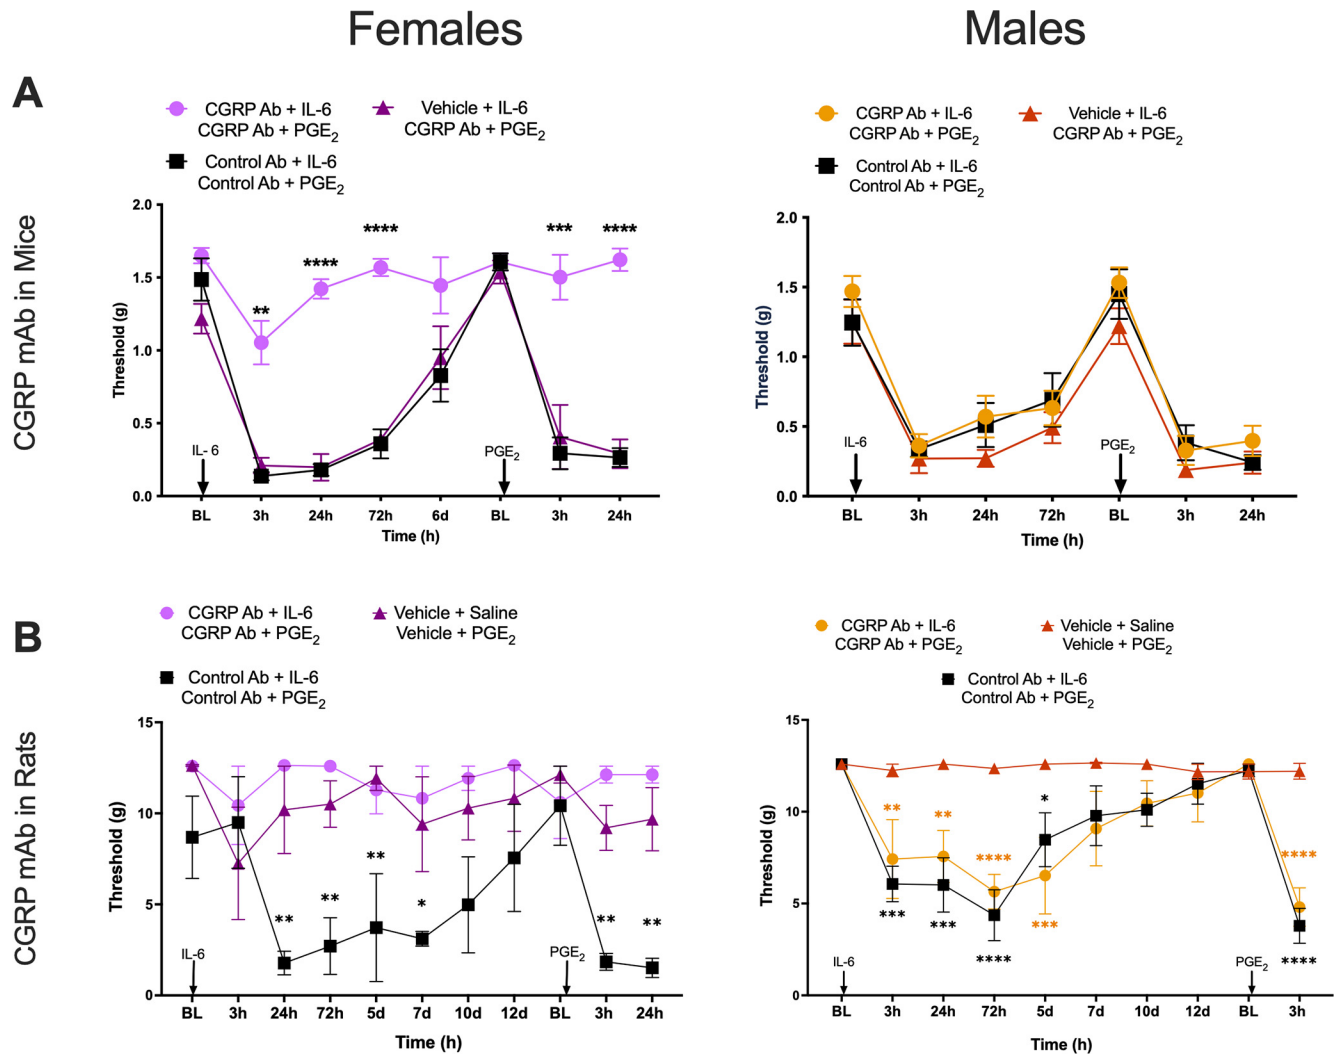 Females
Males
A
CGRP mAb in Mice
CGRP Ab + IL-6
CGRP Ab + PGE2
Vehicle + IL-6
CGRP Ab + PGE2
Control Ab + IL-6
Control Ab + PGE2
Threshold (g)
2.0
1.5
1.0
0.5
0.0
**
****
****
***
****
IL- 6
PGE2
BL 3h 24h 72h 6d BL 3h 24h
Time (h)
CGRP Ab + IL-6
CGRP Ab + PGE2
Vehicle + IL-6
CGRP Ab + PGE2
Control Ab + IL-6
Control Ab + PGE2
Threshold (g)
2.0
1.5
1.0
0.5
0.0
IL-6
PGE2
BL 3h 24h 72h BL 3h 24h
Time (h)
B
CGRP mAb in Rats
CGRP Ab + IL-6
CGRP Ab + PGE2
Vehicle + Saline
Vehicle + PGE2
Control Ab + IL-6
Control Ab + PGE2
Threshold (g)
15
10
5
0
**
**
**
*
**
**
IL-6
PGE2
BL 3h 24h 72h 5d 7d 10d 12d BL 3h 24h
Time (h)
CGRP Ab + IL-6
CGRP Ab + PGE2
Vehicle + Saline
Vehicle + PGE2
Control Ab + IL-6
Control Ab + PGE2
Threshold (g)
15
10
5
0
**
**
****
*
****
***
***
****
***
****
IL-6
PGE2
BL 3h 24h 72h 5d 7d 10d 12d BL 3h
Time (h)